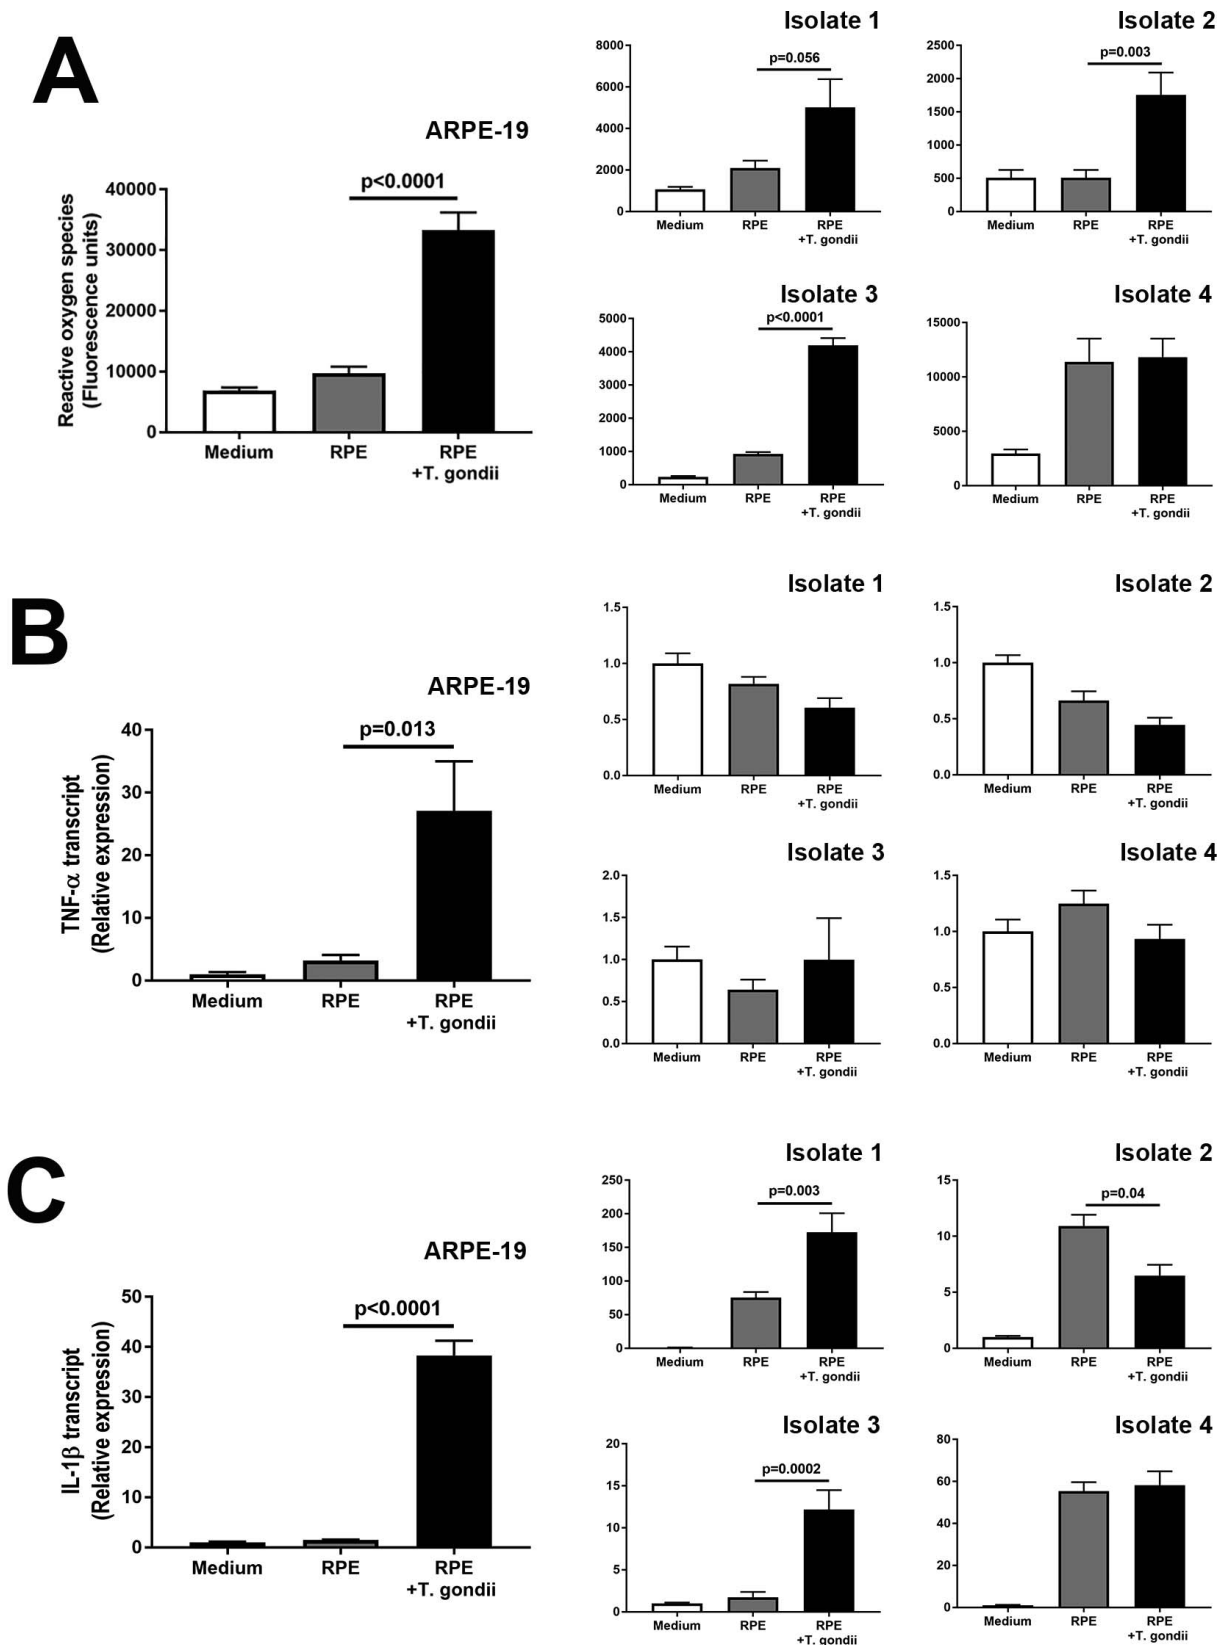 A
ARPE-19
Reactive oxygen species
(Fluorescence units)
40000
30000
20000
10000
0
p<0.0001
Medium
RPE
RPE
+T. gondii
Isolate 1
8000
6000
4000
2000
0
p=0.056
Medium
RPE
RPE
+T. gondii
Isolate 2
2500
2000
1500
1000
500
0
p=0.003
Medium
RPE
RPE
+T. gondii
Isolate 3
5000
4000
3000
2000
1000
0
p<0.0001
Medium
RPE
RPE
+T. gondii
Isolate 4
15000
10000
5000
0
Medium
RPE
RPE
+T. gondii
B
ARPE-19
TNF-α transcript
(Relative expression)
40
30
20
10
0
p=0.013
Medium
RPE
RPE
+T. gondii
Isolate 1
1.5
1.0
0.5
0.0
Medium
RPE
RPE
+T. gondii
Isolate 2
1.5
1.0
0.5
0.0
Medium
RPE
RPE
+T. gondii
Isolate 3
2.0
1.5
1.0
0.5
0.0
Medium
RPE
RPE
+T. gondii
Isolate 4
1.5
1.0
0.5
0.0
Medium
RPE
RPE
+T. gondii
C
ARPE-19
IL-1β transcript
(Relative expression)
50
40
30
20
10
0
p<0.0001
Medium
RPE
RPE
+T. gondii
Isolate 1
250
200
150
100
50
0
p=0.003
Medium
RPE
RPE
+T. gondii
Isolate 2
15
10
5
0
p=0.04
Medium
RPE
RPE
+T. gondii
Isolate 3
20
15
10
5
0
p=0.0002
Medium
RPE
RPE
+T. gondii
Isolate 4
80
60
40
20
0
Medium
RPE
RPE
+T. gondii